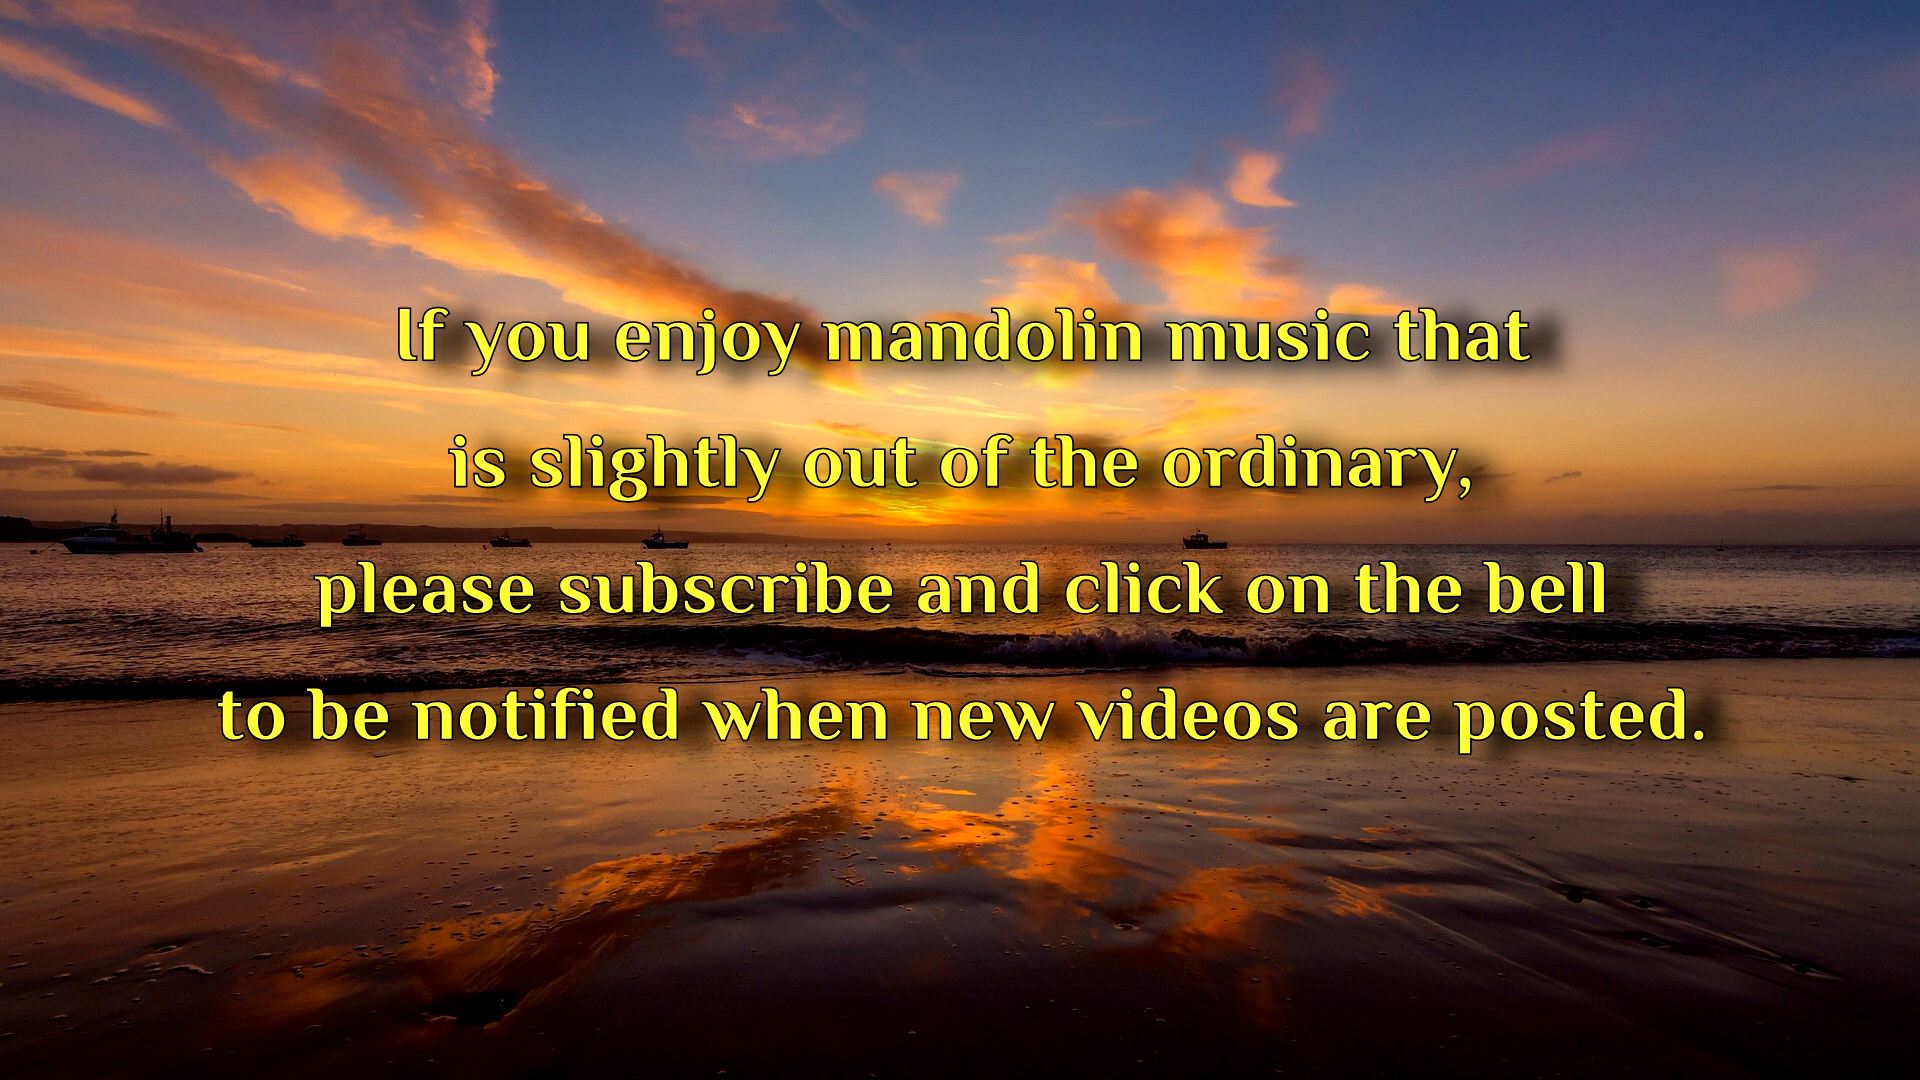 If you enjoy mandolin music that
is slightly out of the ordinary,
please subscribe and click on the bell
to be notified when new videos are posted.